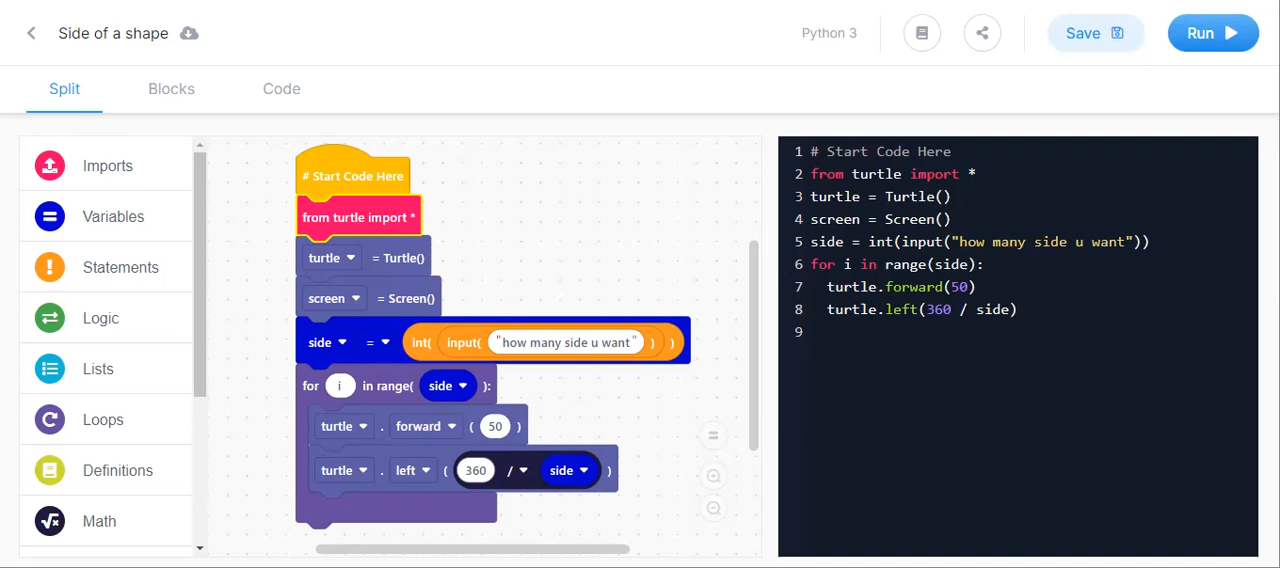 Side of a shape
Python 3
Save
Run
Split
Blocks
Code
Imports
Variables
Statements
Logic
Lists
Loops
Definitions
Math
# Start Code Here
from turtle import *
turtle = Turtle()
screen = Screen()
side = int( input( "how many side u want" ) )
for i in range( side ):
turtle . forward ( 50 )
turtle . left ( 360 / side )
1 # Start Code Here
2 from turtle import *
3 turtle = Turtle()
4 screen = Screen()
5 side = int(input("how many side u want"))
6 for i in range(side):
7 turtle.forward(50)
8 turtle.left(360 / side)
9